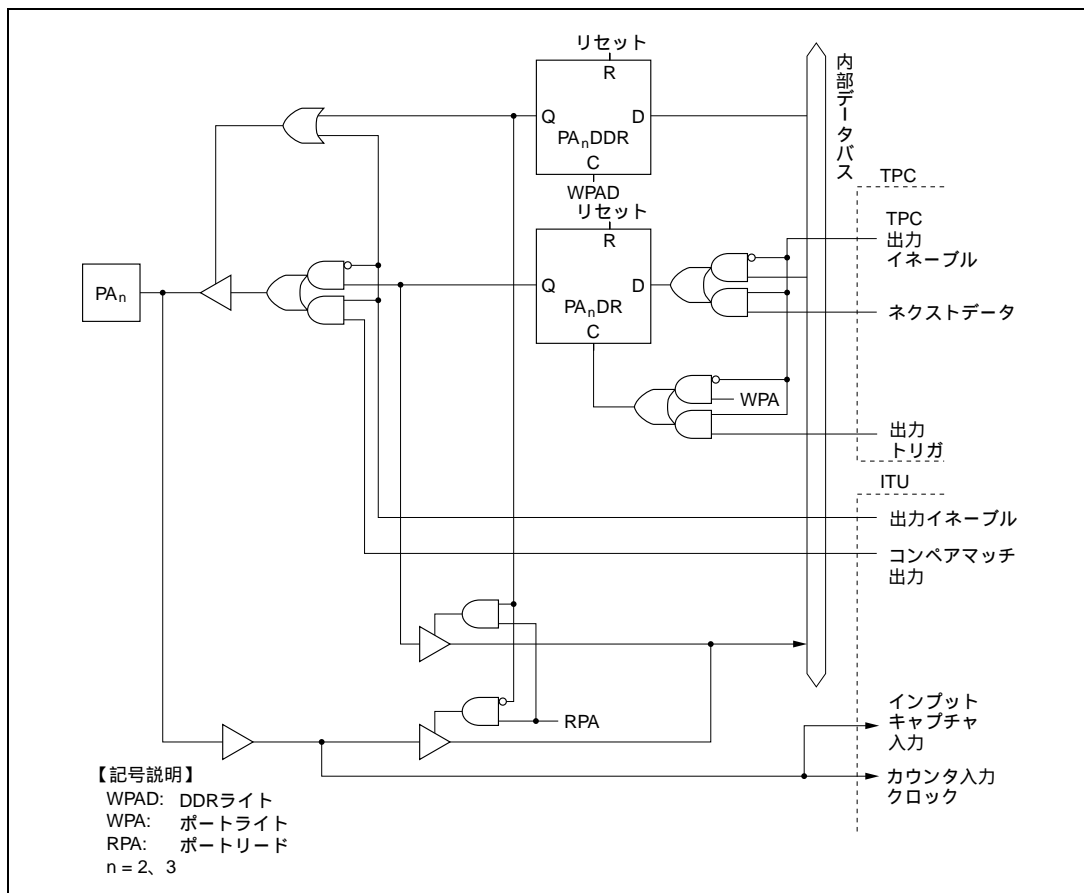 リセット
R
Q
D
PAnDDR
C
WPAD
リセット
R
Q
D
PAnDR
C
PAn
WPA
内部データバス
TPC
TPC
出力
イネーブル
ネクストデータ
出力
トリガ
ITU
出力イネーブル
コンペアマッチ
出力
RPA
インプット
キャプチャ
入力
カウンタ入力
クロック
【記号説明】
WPAD: DDRライト
WPA: ポートライト
RPA: ポートリード
n = 2、3